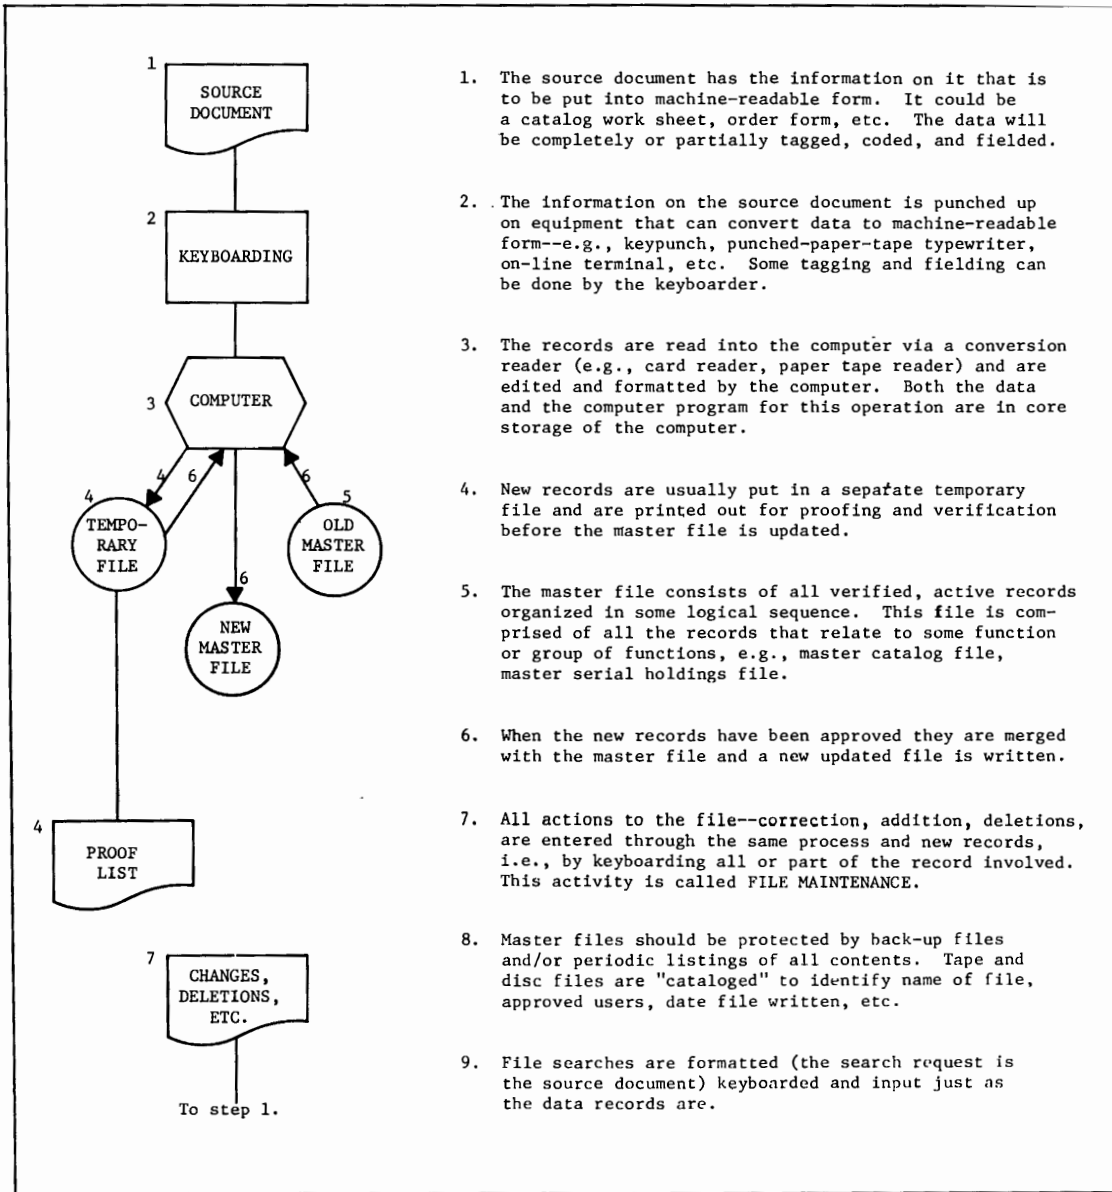 1
SOURCE
DOCUMENT
2
KEYBOARDING
3
COMPUTER
4
6
6
4
TEMPO-
RARY
FILE
5
OLD
MASTER
FILE
6
NEW
MASTER
FILE
4
PROOF
LIST
7
CHANGES,
DELETIONS,
ETC.
To step 1.
1. The source document has the information on it that is
to be put into machine-readable form. It could be
a catalog work sheet, order form, etc. The data will
be completely or partially tagged, coded, and fielded.
2. The information on the source document is punched up
on equipment that can convert data to machine-readable
form--e.g., keypunch, punched-paper-tape typewriter,
on-line terminal, etc. Some tagging and fielding can
be done by the keyboarder.
3. The records are read into the computer via a conversion
reader (e.g., card reader, paper tape reader) and are
edited and formatted by the computer. Both the data
and the computer program for this operation are in core
storage of the computer.
4. New records are usually put in a separate temporary
file and are printed out for proofing and verification
before the master file is updated.
5. The master file consists of all verified, active records
organized in some logical sequence. This file is com-
prised of all the records that relate to some function
or group of functions, e.g., master catalog file,
master serial holdings file.
6. When the new records have been approved they are merged
with the master file and a new updated file is written.
7. All actions to the file--correction, addition, deletions,
are entered through the same process and new records,
i.e., by keyboarding all or part of the record involved.
This activity is called FILE MAINTENANCE.
8. Master files should be protected by back-up files
and/or periodic listings of all contents. Tape and
disc files are "cataloged" to identify name of file,
approved users, date file written, etc.
9. File searches are formatted (the search request is
the source document) keyboarded and input just as
the data records are.